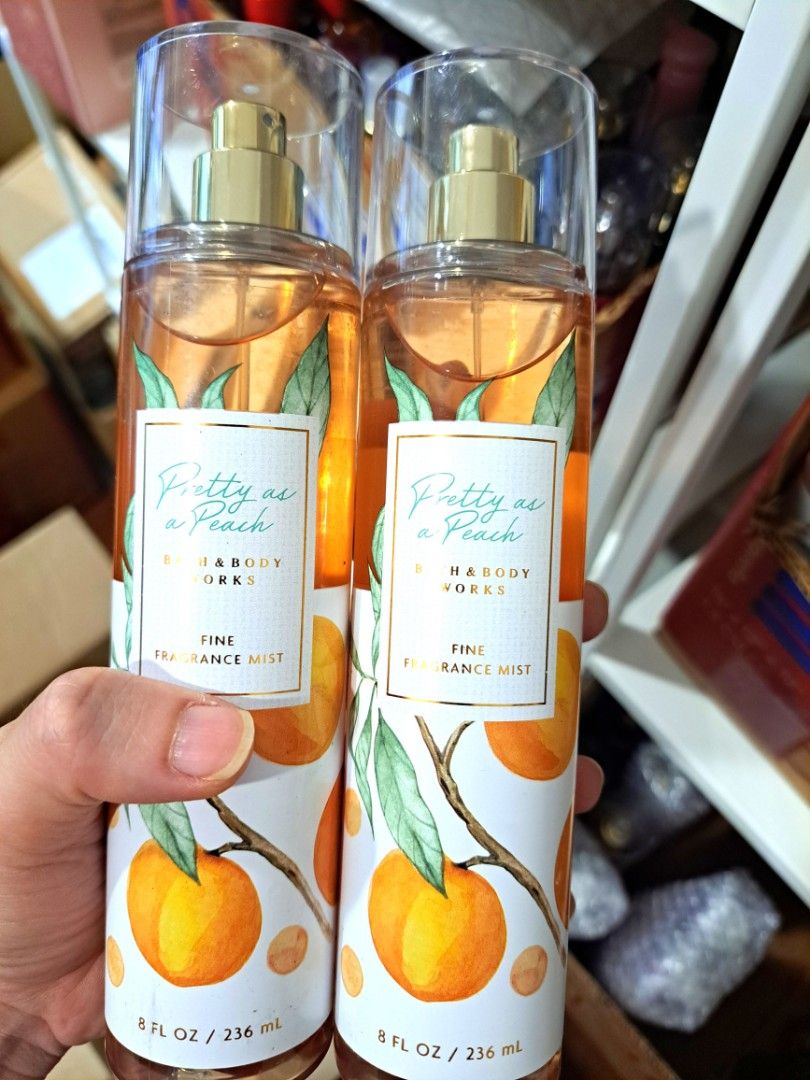 Pretty as
a Peach
BATH & BODY
WORKS
FINE
FRAGRANCE MIST
8 FL OZ / 236 mL
Pretty as
a Peach
BATH & BODY
WORKS
FINE
FRAGRANCE MIST
8 FL OZ / 236 mL